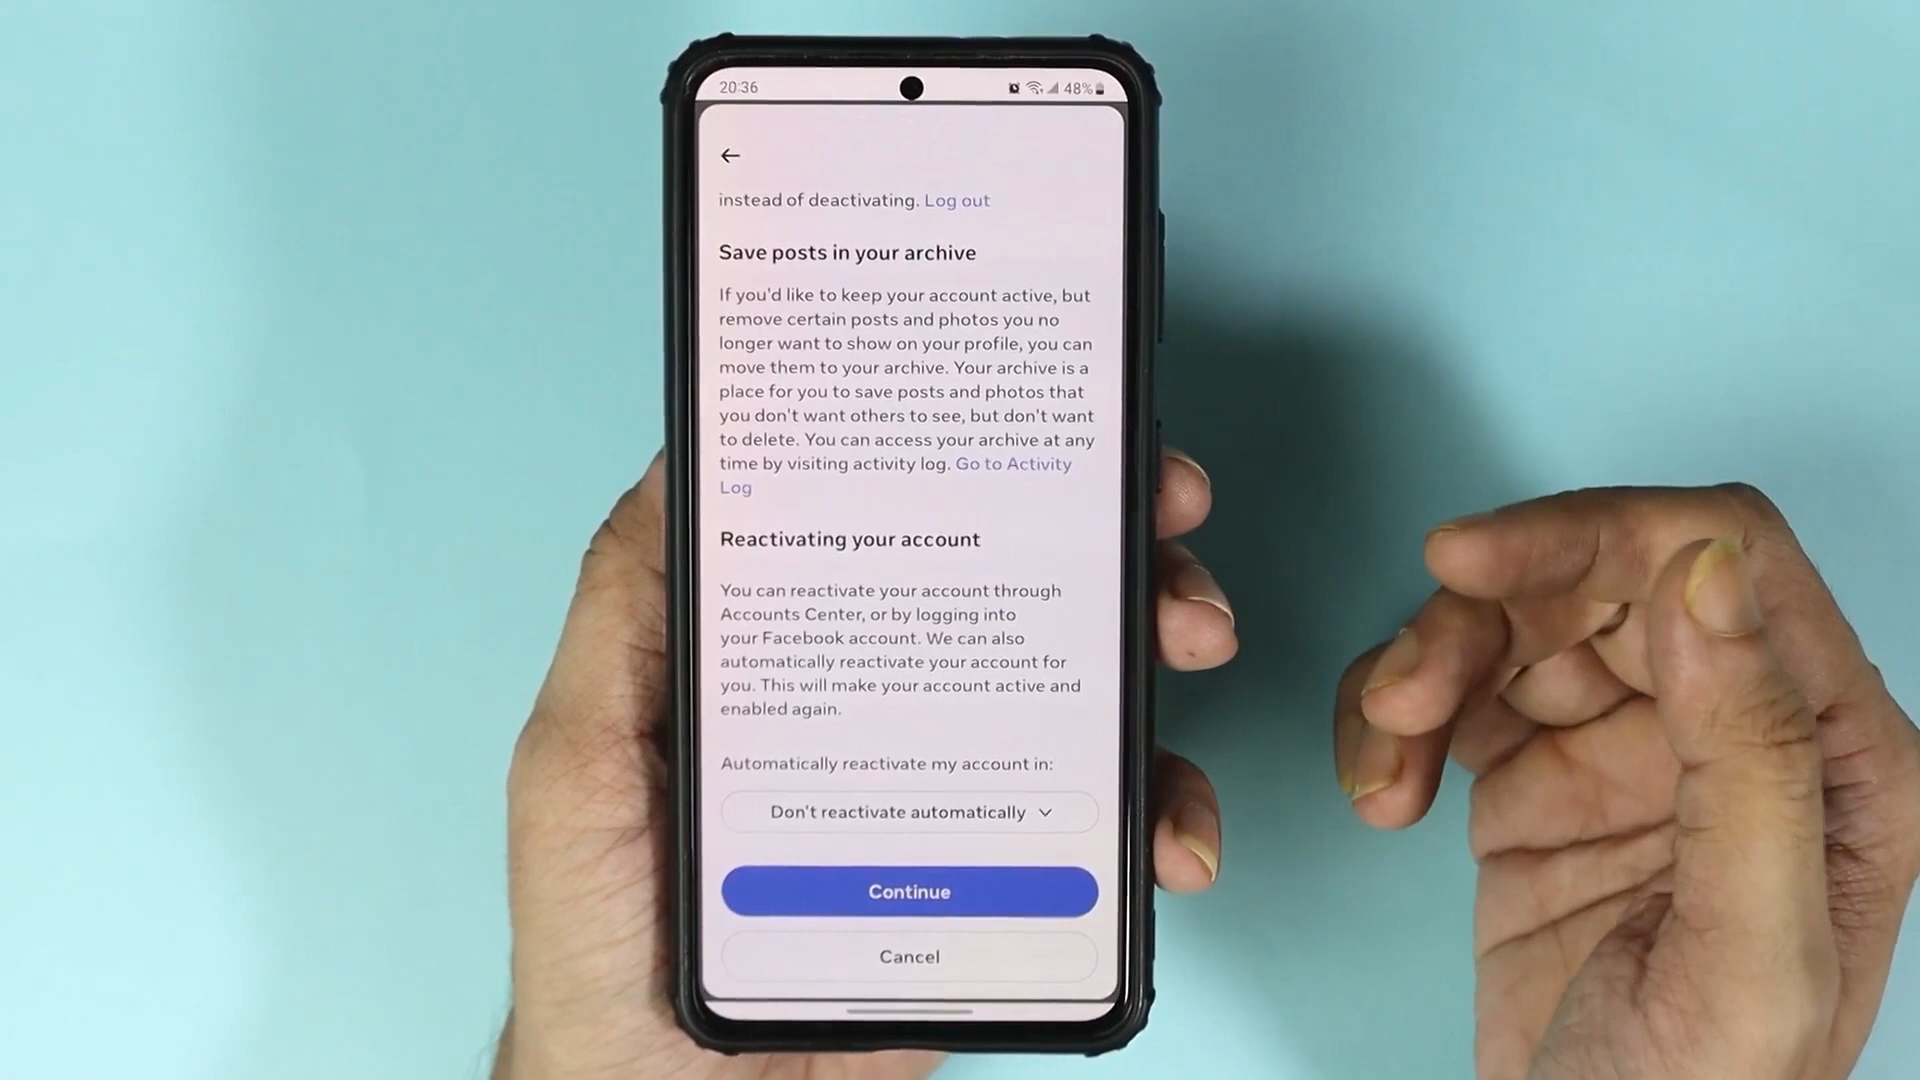 20:36
48%
instead of deactivating. Log out
Save posts in your archive
If you'd like to keep your account active, but
remove certain posts and photos you no
longer want to show on your profile, you can
move them to your archive. Your archive is a
place for you to save posts and photos that
you don't want others to see, but don't want
to delete. You can access your archive at any
time by visiting activity log. Go to Activity
Log
Reactivating your account
You can reactivate your account through
Accounts Center, or by logging into
your Facebook account. We can also
automatically reactivate your account for
you. This will make your account active and
enabled again.
Automatically reactivate my account in:
Don't reactivate automatically
Continue
Cancel